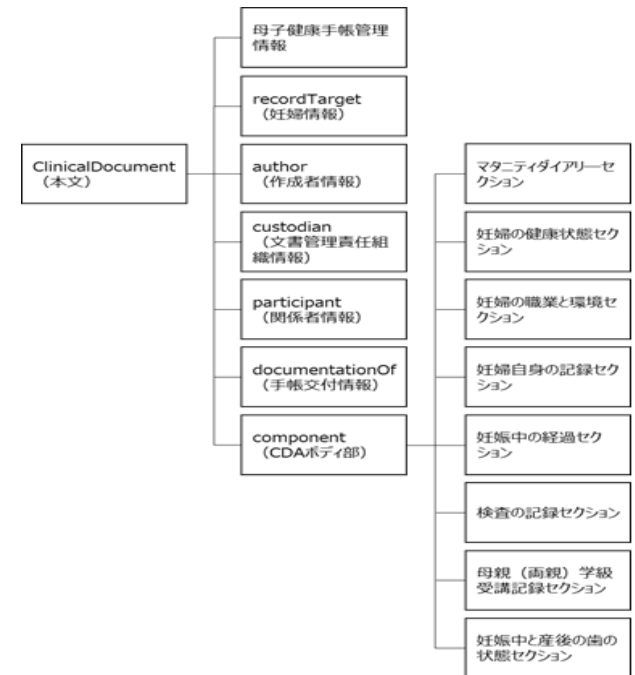 母子健康手帳管理
情報
recordTarget
（妊婦情報）
ClinicalDocument
（本文）
author
（作成者情報）
custodian
（文書管理責任組
織情報）
participant
（関係者情報）
documentationOf
（手帳交付情報）
component
（CDAボディ部）
マタニティダイアリーセ
クション
妊婦の健康状態セク
ション
妊婦の職業と環境セ
クション
妊婦自身の記録セク
ション
妊娠中の経過セク
ション
検査の記録セクション
母親（両親）学級
受講記録セクション
妊娠中と産後の歯の
状態セクション